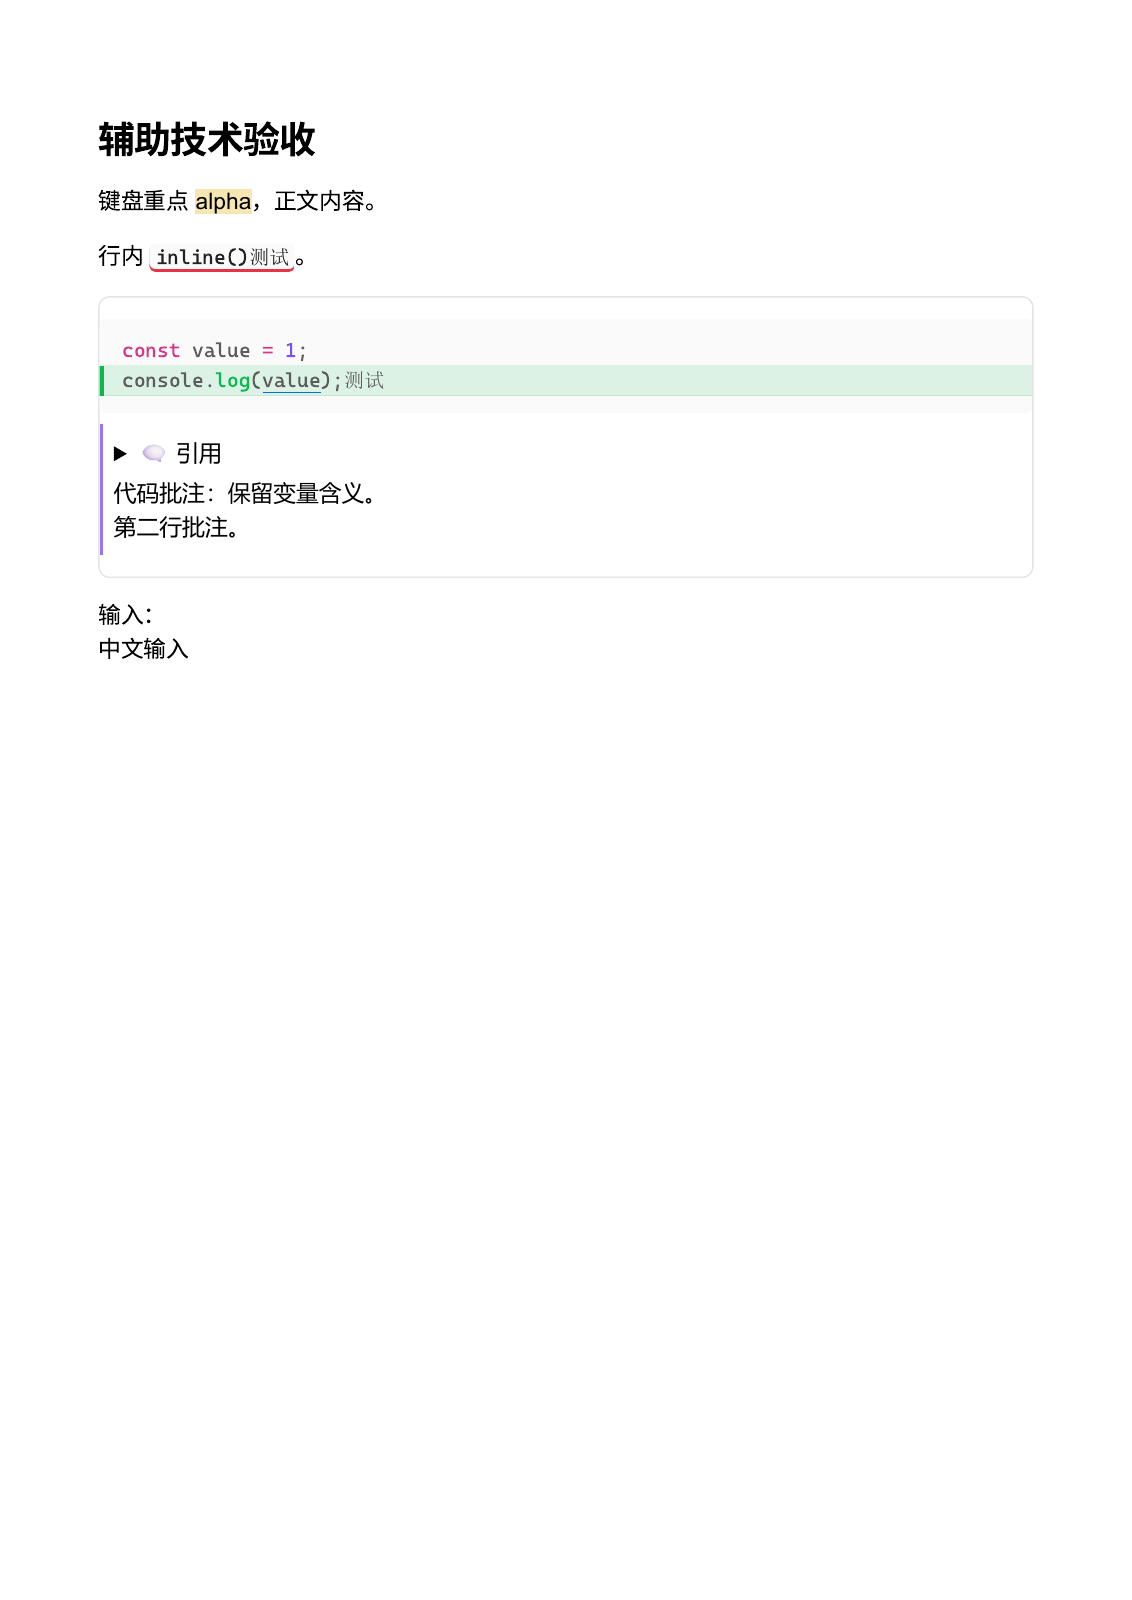 辅助技术验收
键盘重点 alpha，正文内容。
行内 inline()测试。
const value = 1;
console.log(value);测试
▶ 💬 引用
代码批注：保留变量含义。
第二行批注。
输入：
中文输入